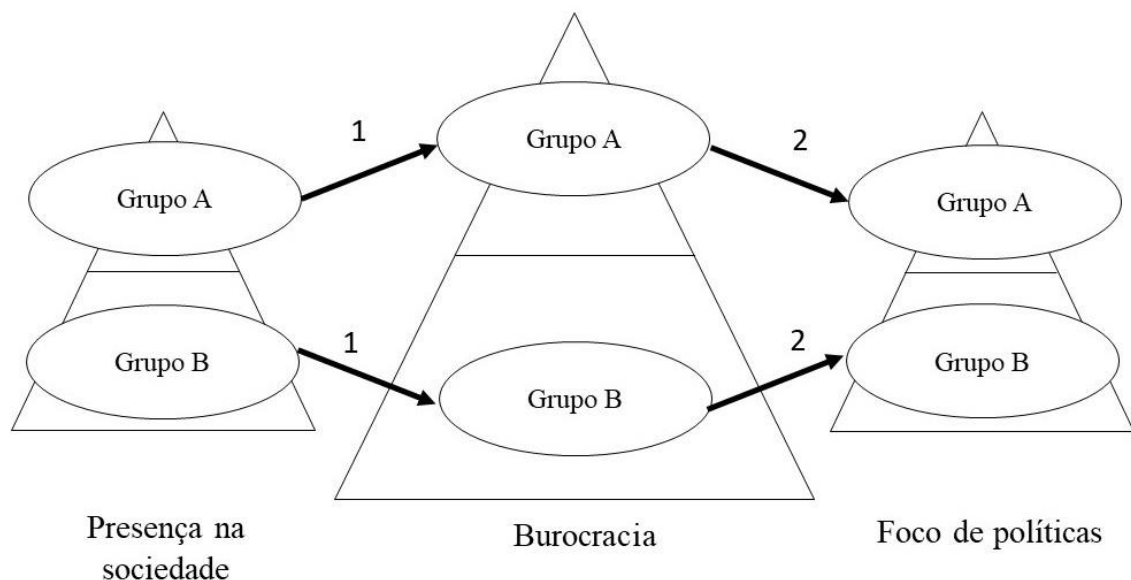 1
Grupo A
2
Grupo A
Grupo A
1
2
Grupo B
Grupo B
Grupo B
Presença na
sociedade
Burocracia
Foco de políticas